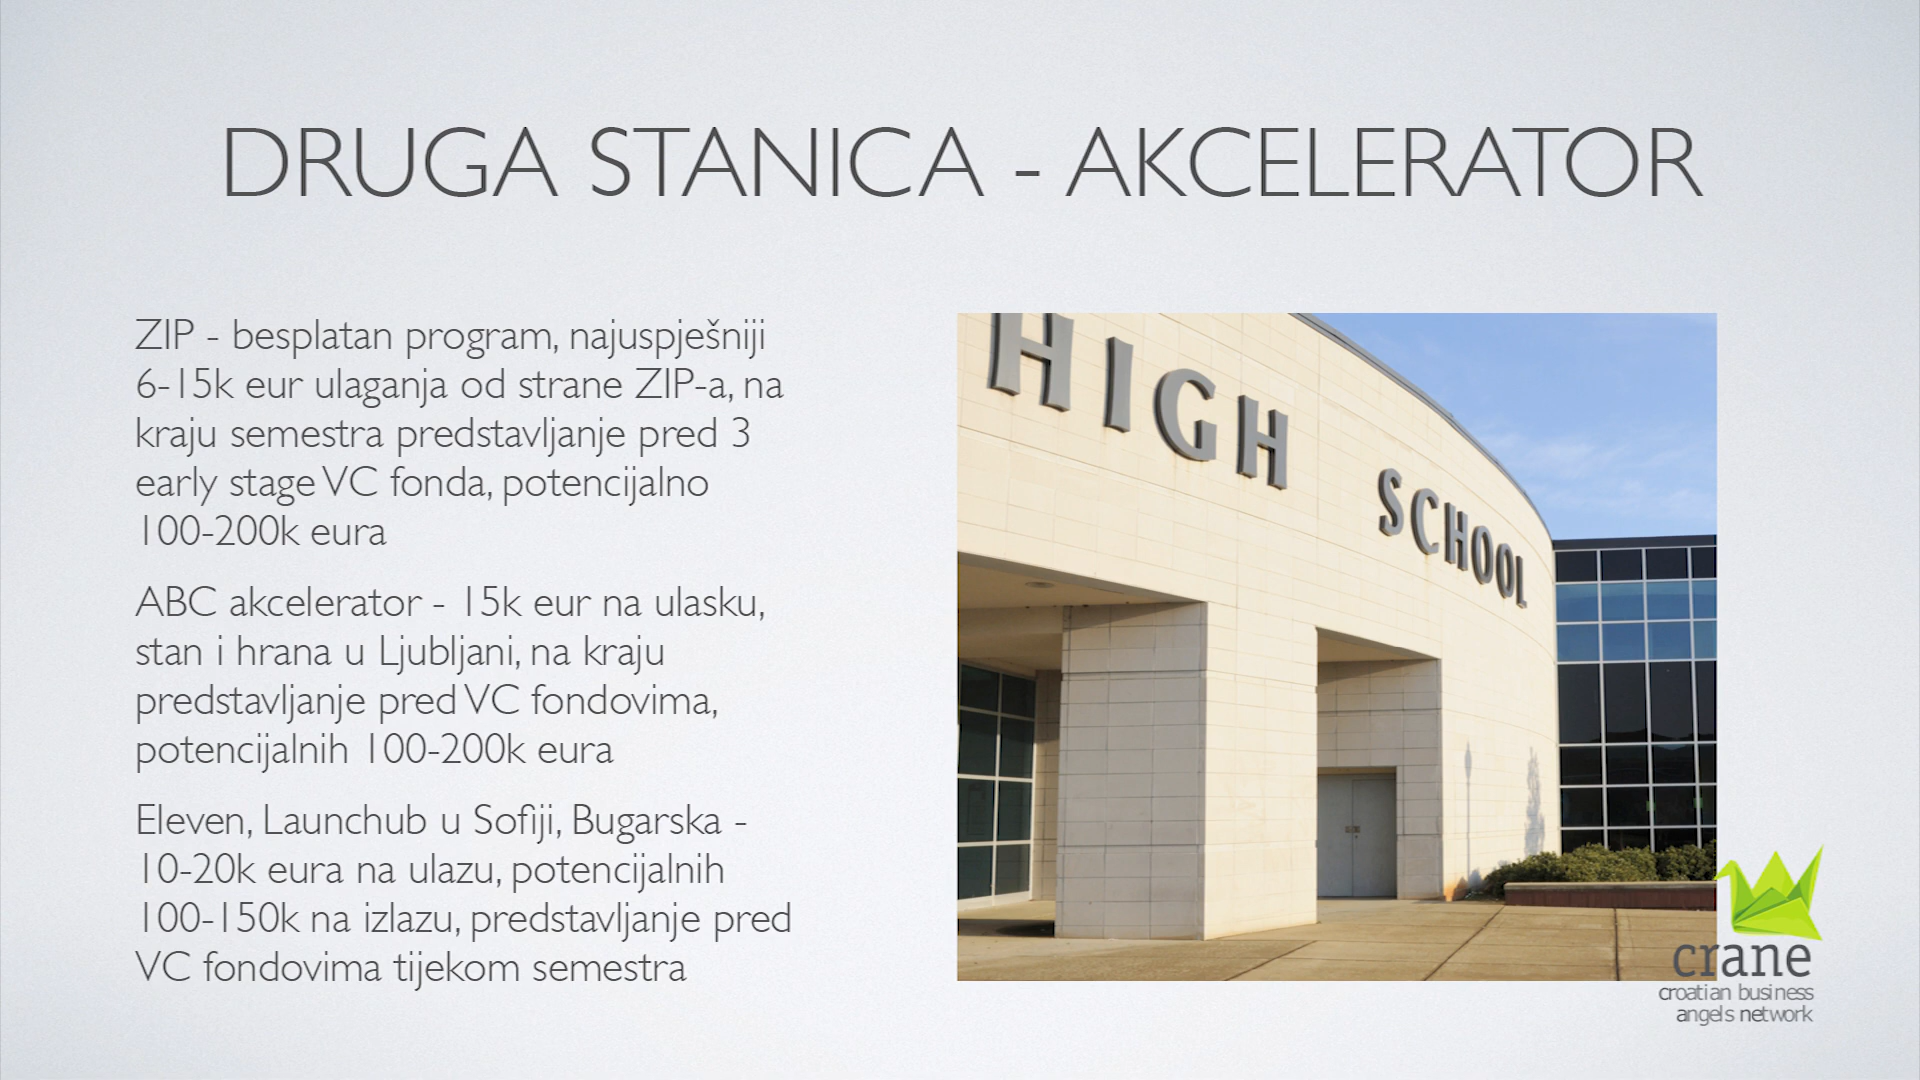 DRUGA STANICA - AKCELERATOR
ZIP - besplatan program, najuspješniji
6-15k eur ulaganja od strane ZIP-a, na
kraju semestra predstavljanje pred 3
early stage VC fonda, potencijalno
100-200k eura
ABC akcelerator - 15k eur na ulasku,
stan i hrana u Ljubljani, na kraju
predstavljanje pred VC fondovima,
potencijalnih 100-200k eura
Eleven, Launchub u Sofiji, Bugarska -
10-20k eura na ulazu, potencijalnih
100-150k na izlazu, predstavljanje pred
VC fondovima tijekom semestra
HIGH SCHOOL
crane
croatian business
angels network